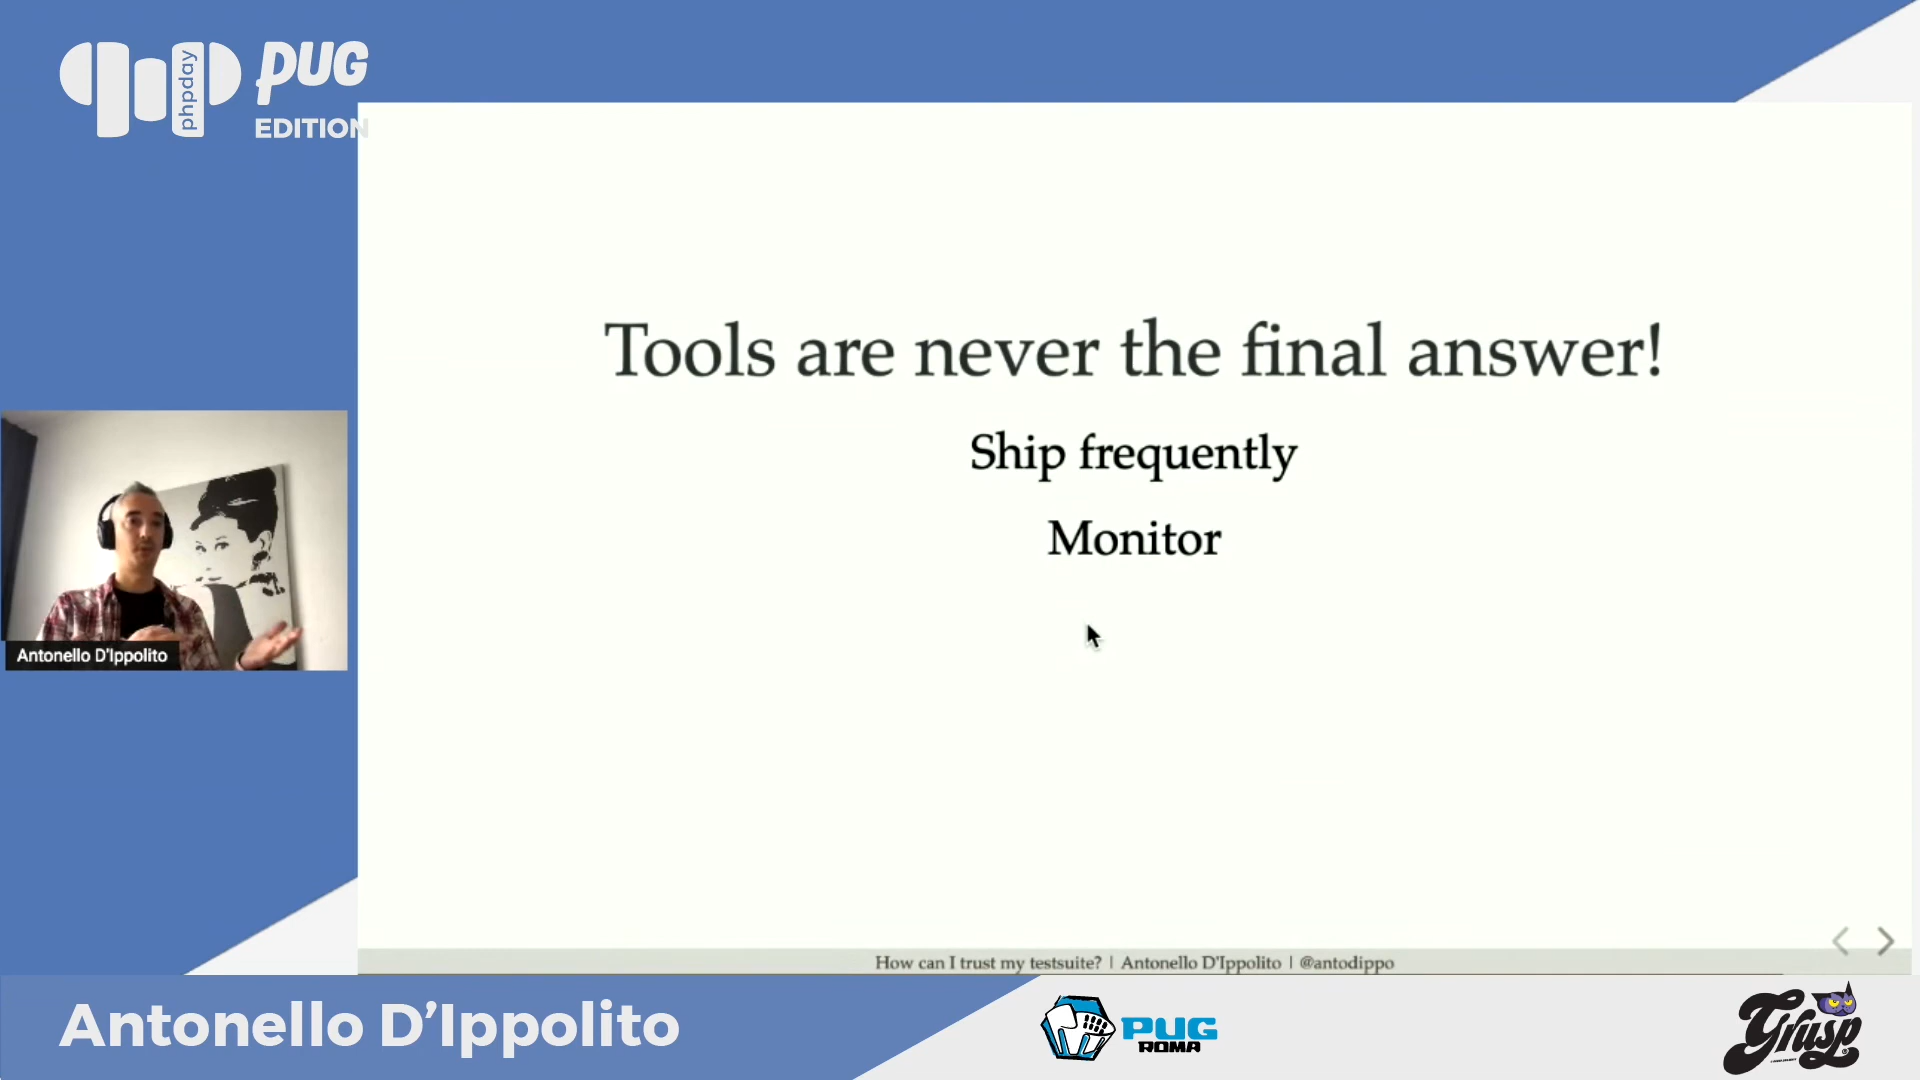 phpday
PUG
EDITION
Tools are never the final answer!
Ship frequently
Monitor
Antonello D'Ippolito
How can I trust my testsuite? | Antonello D'Ippolito | @antodippo
Antonello D’Ippolito
PUG
ROMA
Grusp